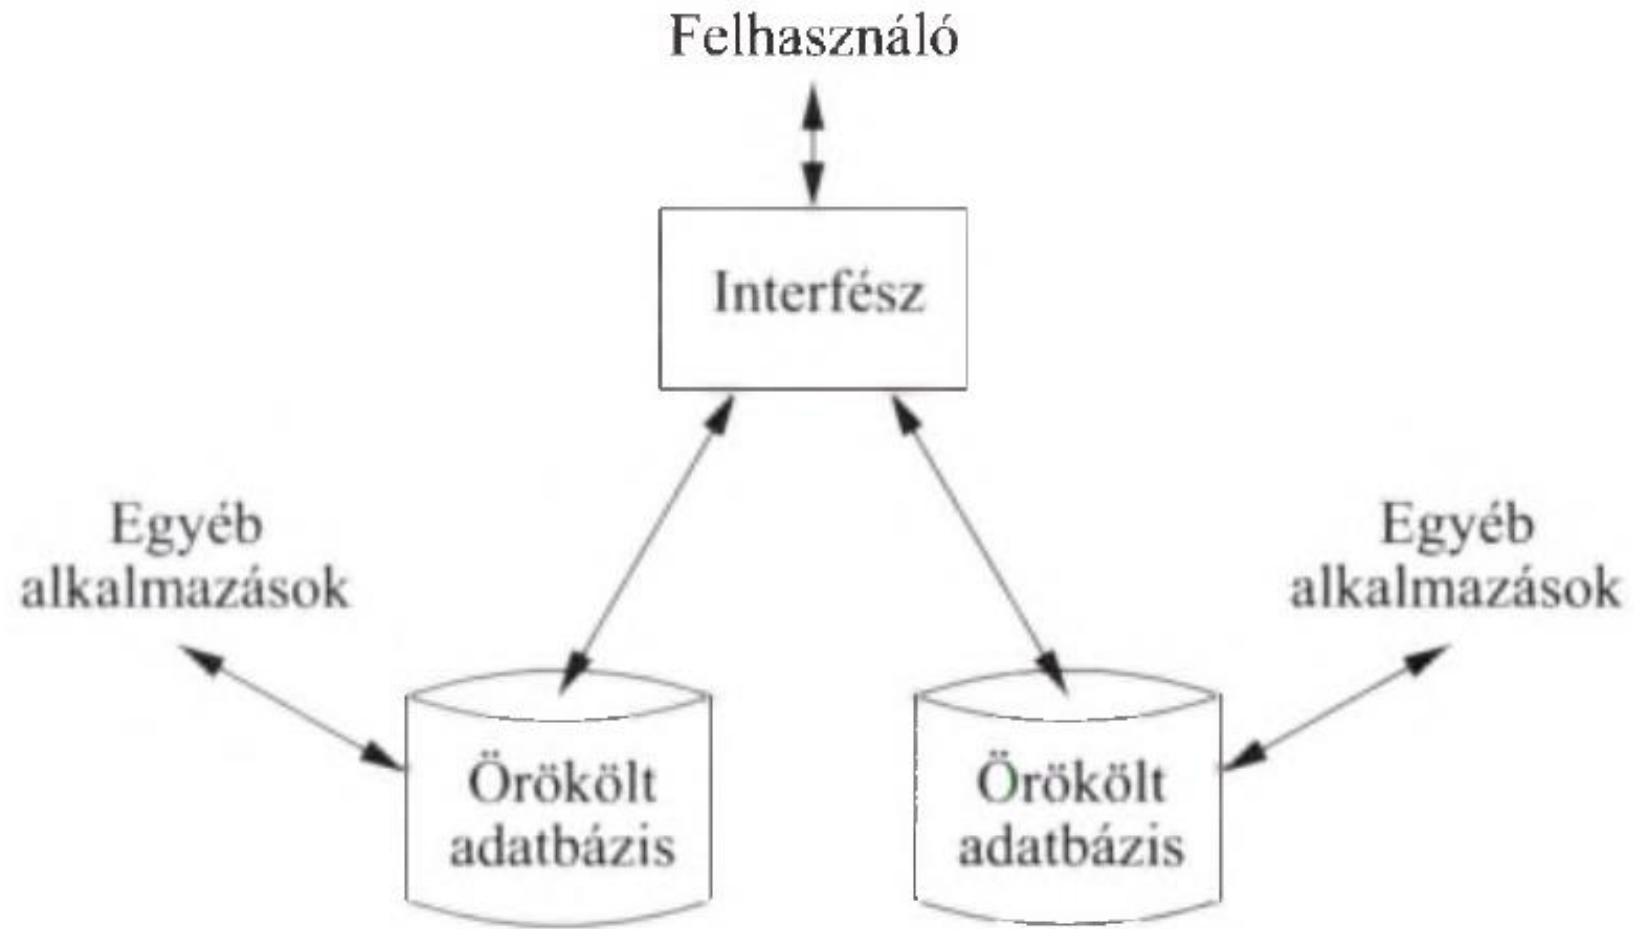 Felhasználó
Interfész
Egyéb
alkalmazások
Egyéb
alkalmazások
Örökölt
adatbázis
Örökölt
adatbázis